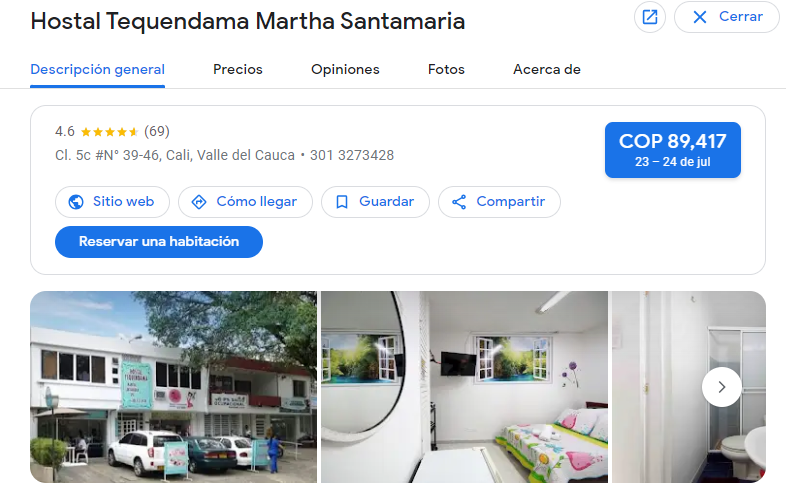 Hostal Tequendama Martha Santamaria
Cerrar
Descripción general
Precios
Opiniones
Fotos
Acerca de
4.6 (69)
Cl. 5c #N° 39-46, Cali, Valle del Cauca • 301 3273428
COP 89,417
23 – 24 de jul
Sitio web
Cómo llegar
Guardar
Compartir
Reservar una habitación
HOSTAL
TEQUENDAMA